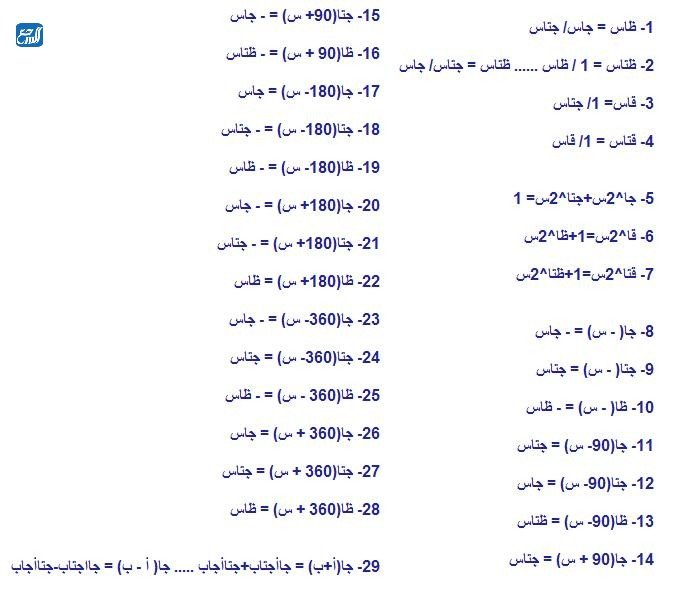 1- ظاس = جاس/ جتاس
2- ظتاس = 1 / ظاس ...... ظتاس = جتاس/ جاس
3- قاس= 1/ جتاس
4- قتاس = 1/ قاس
5- جا^2س+جتا^2س= 1
6- قا^2س=1+ظا^2س
7- قتا^2س=1+ظتا^2س
8- جا( - س) = - جاس
9- جتا( - س) = جتاس
10- ظا( - س) = - ظاس
11- جا(90- س) = جتاس
12- جتا(90- س) = جاس
13- ظا(90- س) = ظتاس
14- جا(90 + س) = جتاس
15- جتا(90+ س) = - جاس
16- ظا(90 + س) = - ظتاس
17- جا(180- س) = جاس
18- جتا(180- س) = - جتاس
19- ظا(180- س) = - ظاس
20- جا(180+ س) = - جاس
21- جتا(180+ س) = - جتاس
22- ظا(180+ س) = ظاس
23- جا(360- س) = - جاس
24- جتا(360- س) = جتاس
25- ظا(360 - س) = - ظاس
26- جا(360 + س) = جاس
27- جتا(360 + س) = جتاس
28- ظا(360 + س) = ظاس
29- جا(أ+ب) = جاأجتاب+جتاأجاب ..... جا( أ - ب) = جااجتاب-جتاأجاب